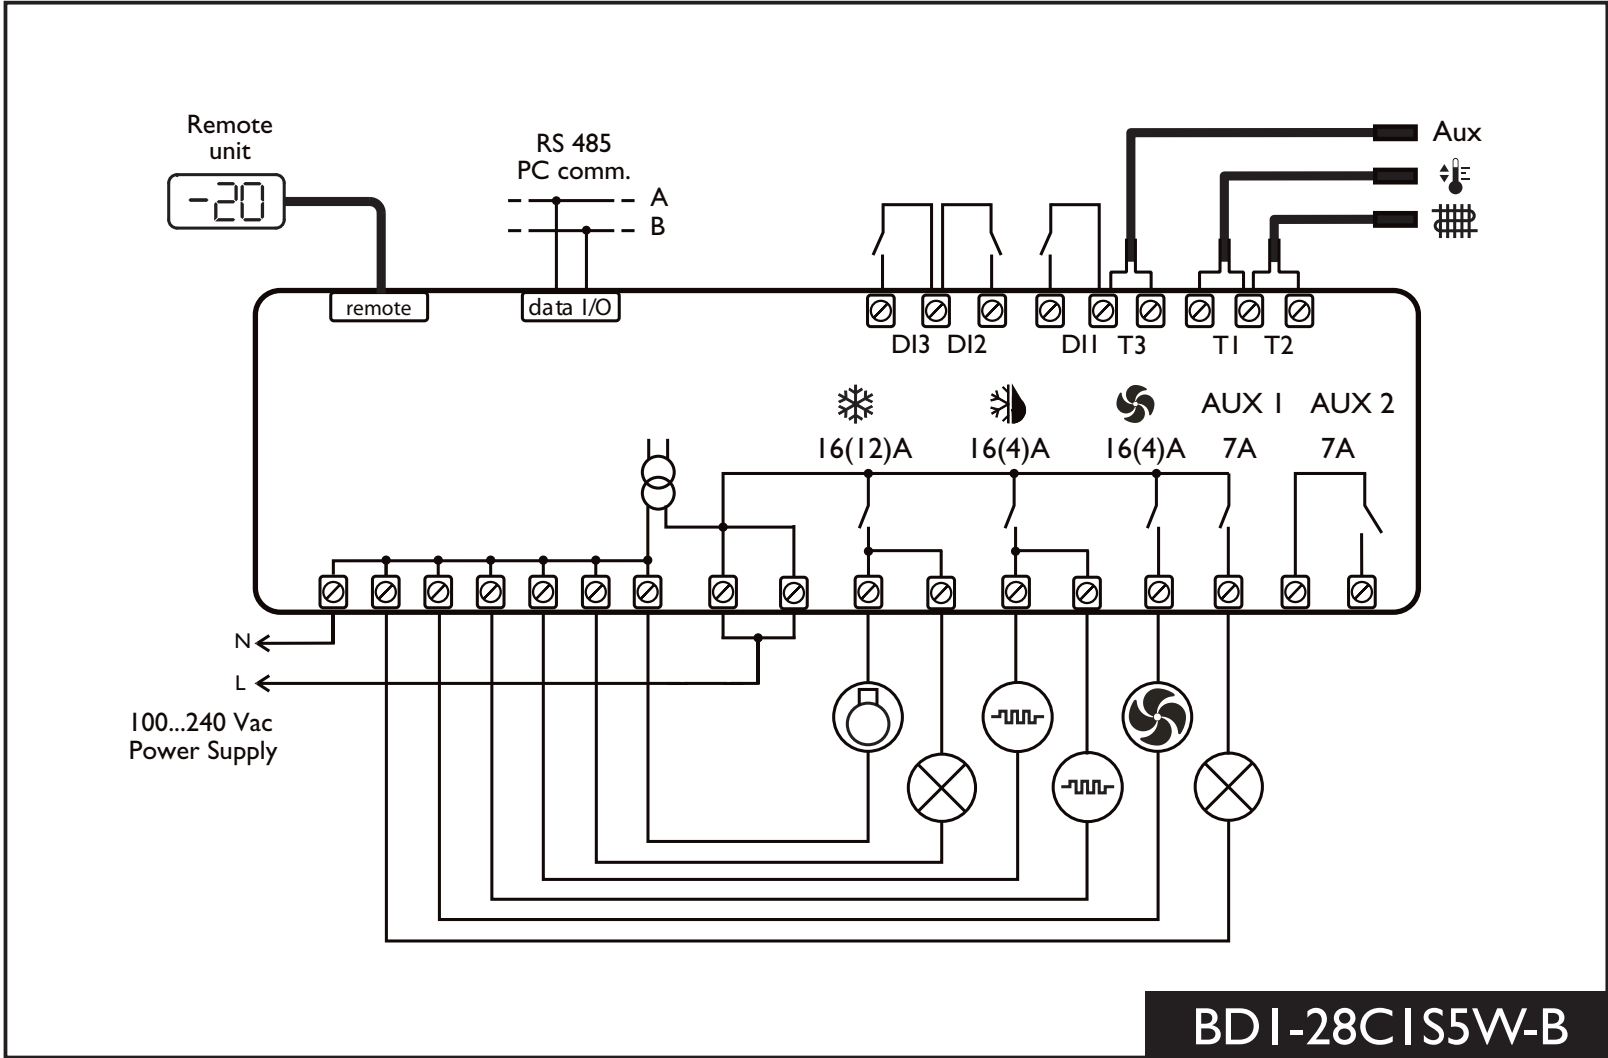 Remote
unit
-20
RS 485
PC comm.
A
B
Aux
remote
data I/O
DI3 DI2 DI1 T3 T1 T2
AUX 1 AUX 2
16(12)A 16(4)A 16(4)A 7A 7A
N
L
100...240 Vac
Power Supply
BD1-28C1S5W-B